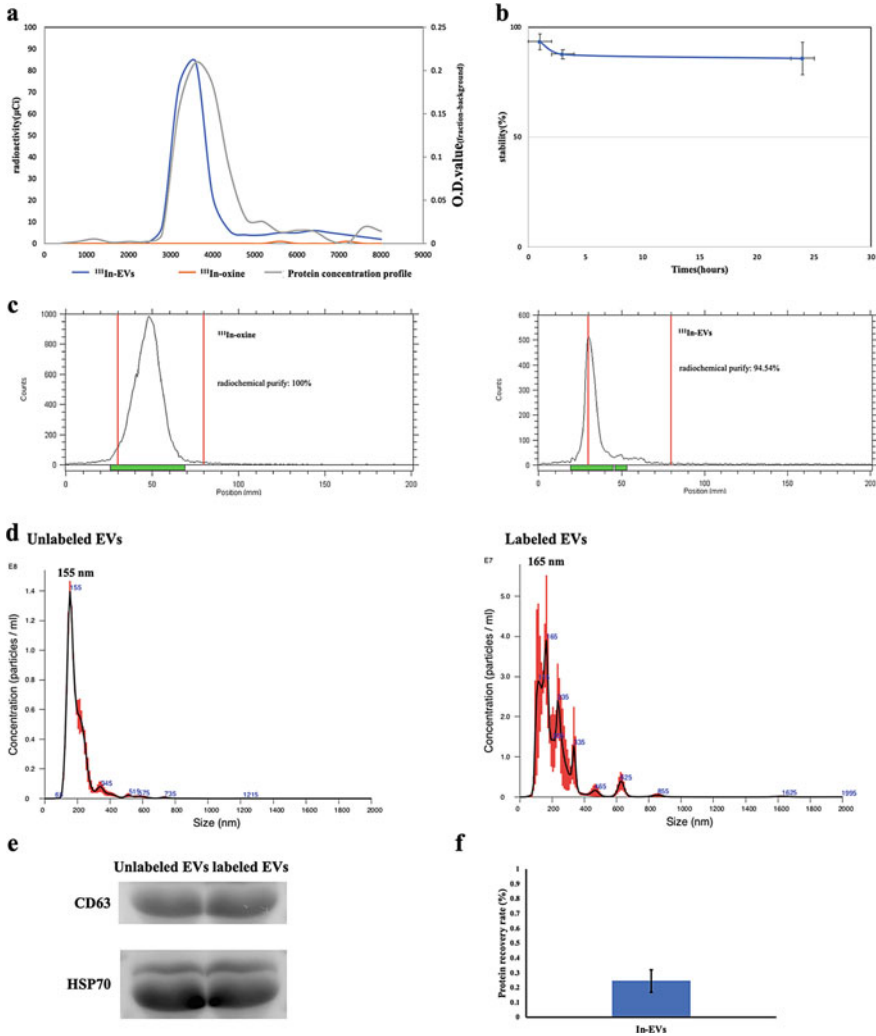 a
radioactivity(μCi)
100
90
80
70
60
50
40
30
20
10
0
0 1000 2000 3000 4000 5000 6000 7000 8000 9000
0.25
0.2
0.15
0.1
0.05
0
O.D.value(fraction-background)
¹¹¹In-EVs ¹¹¹In-oxine Protein concentration profile
b
stability(%)
100
50
0
0 5 10 15 20 25 30
Times(hours)
c
Counts
1000
800
600
400
200
0
¹¹¹In-oxine
radiochemical purify: 100%
0 50 100 150 200
Position (mm)
Counts
600
500
400
300
200
100
0
¹¹¹In-EVs
radiochemical purify: 94.54%
0 50 100 150 200
Position (mm)
d Unlabeled EVs
155 nm
E8
Concentration (particles / ml)
1.4
1.2
1.0
0.8
0.6
0.4
0.2
0
155
345
515
575
735
1215
0 200 400 600 800 1000 1200 1400 1600 1800 2000
Size (nm)
Labeled EVs
165 nm
E7
Concentration (particles / ml)
5.0
4.0
3.0
2.0
1.0
0
165
335
625
855
1625
1995
0 200 400 600 800 1000 1200 1400 1600 1800 2000
Size (nm)
e
Unlabeled EVs labeled EVs
CD63
HSP70
f
Protein recovery rate (%)
1
0.9
0.8
0.7
0.6
0.5
0.4
0.3
0.2
0.1
0
In-EVs